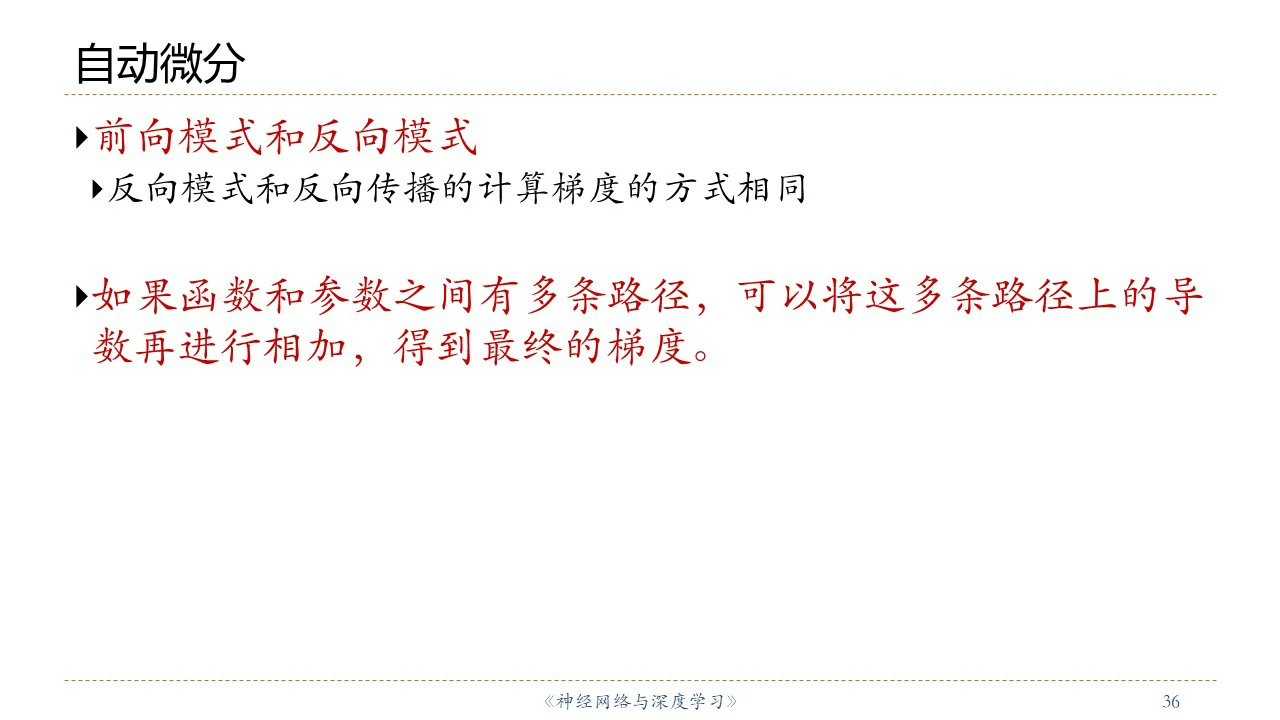 自动微分
前向模式和反向模式
反向模式和反向传播的计算梯度的方式相同
如果函数和参数之间有多条路径，可以将这多条路径上的导
数再进行相加，得到最终的梯度。
《神经网络与深度学习》
36